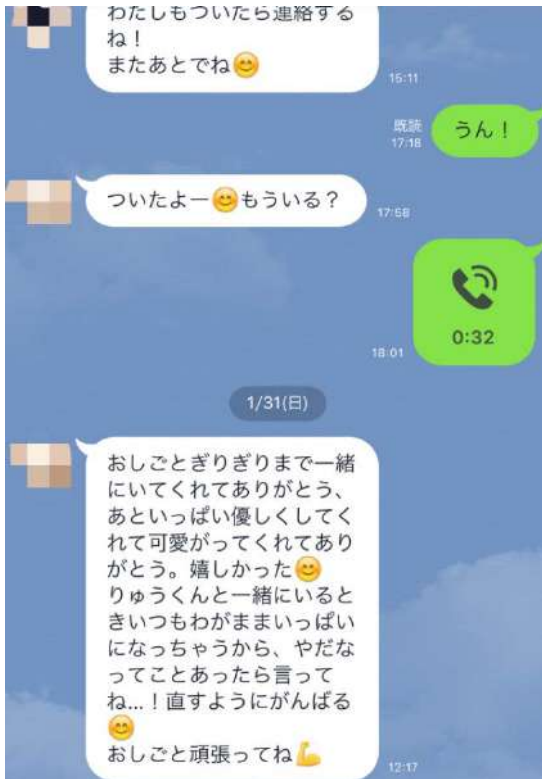 わたしもついたら連絡する
ね！
またあとでね😊
15:11
既読
17:18
うん！
ついたよー😊もういる？
17:58
0:32
18:01
1/31(日)
おしごとぎりぎりまで一緒
にいてくれてありがとう、
あといっぱい優しくしてく
れて可愛がってくれてあり
がとう。嬉しかった😊
りゅうくんと一緒にいると
きいつもわがままいっぱい
になっちゃうから、やだな
ってことあったら言って
ね...！直すようにがんばる
😊
おしごと頑張ってね💪
12:17